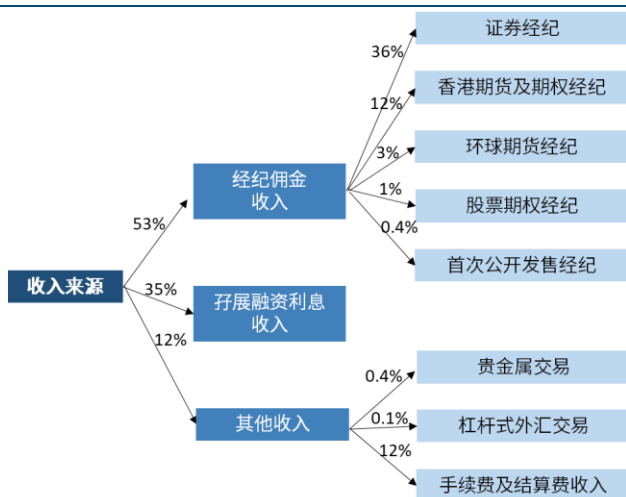 证券经纪
36%
香港期货及期权经纪
12%
环球期货经纪
3%
经纪佣金
收入
1%
股票期权经纪
53%
0.4%
首次公开发售经纪
收入来源
35%
孖展融资利息
收入
12%
贵金属交易
0.4%
其他收入
0.1%
杠杆式外汇交易
12%
手续费及结算费收入